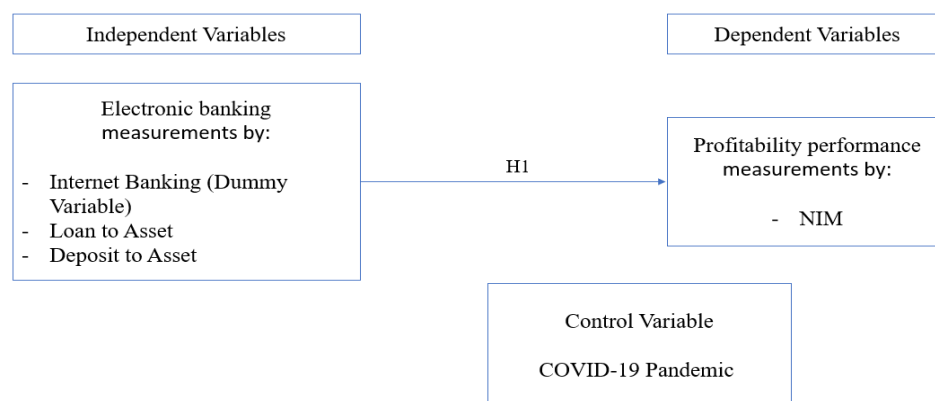 Independent Variables
Dependent Variables
Electronic banking
measurements by:
- Internet Banking (Dummy
Variable)
- Loan to Asset
- Deposit to Asset
H1
Profitability performance
measurements by:
- NIM
Control Variable
COVID-19 Pandemic